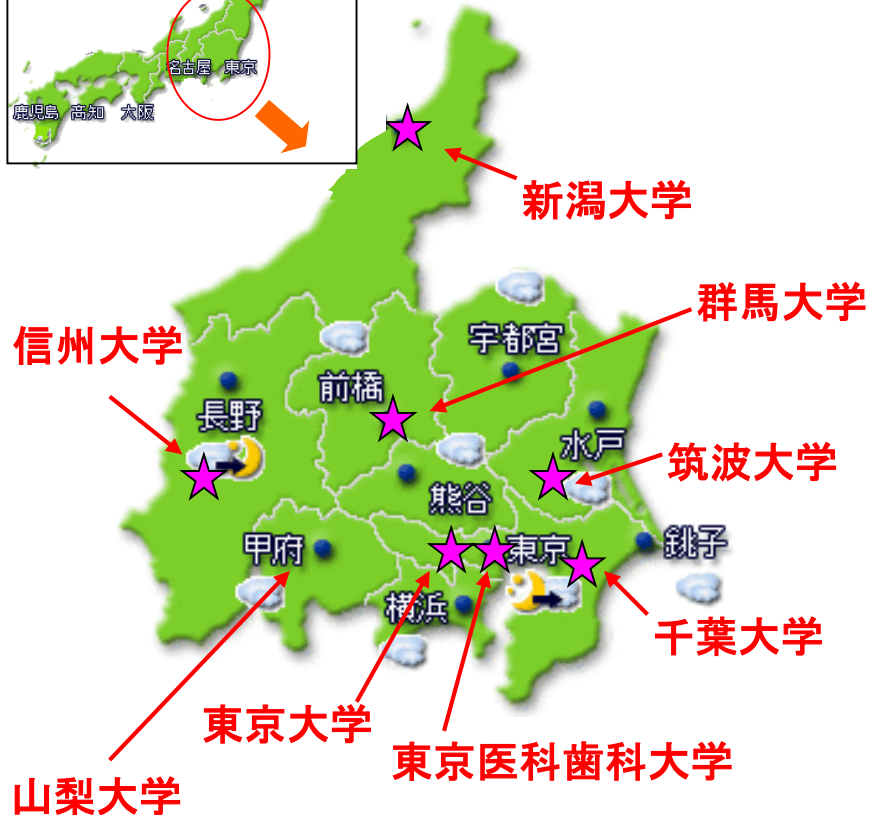 名古屋 東京
鹿児島 高知 大阪
新潟大学
群馬大学
宇都宮
信州大学
前橋
長野
水戸
筑波大学
熊谷
甲府
東京
銚子
横浜
千葉大学
東京大学
東京医科歯科大学
山梨大学